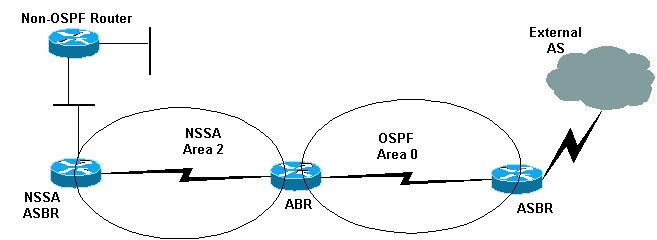 Non-OSPF Router
External
AS
NSSA
Area 2
OSPF
Area 0
NSSA
ASBR
ABR
ASBR